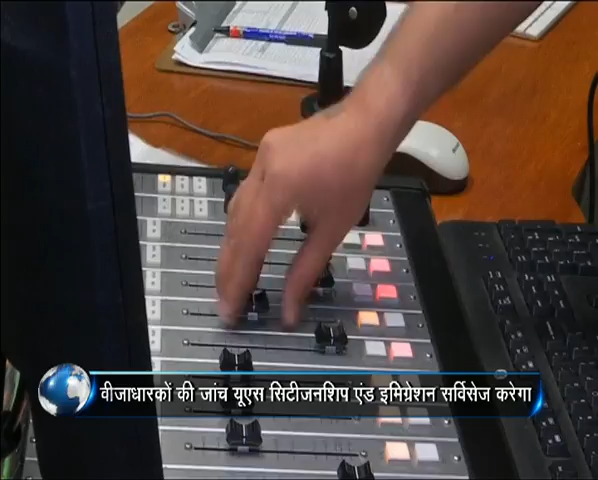 वीजाधारकों की जांच यूएस सिटीजनशिप एंड इमिग्रेशन सर्विसेज करेगा